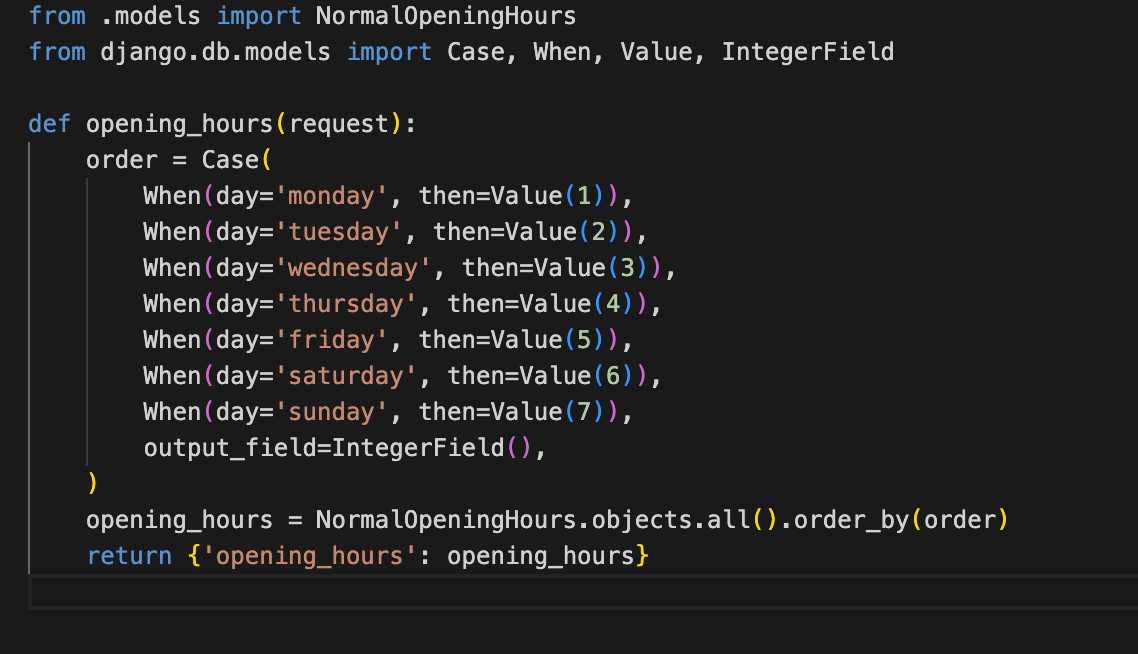 from .models import NormalOpeningHours
from django.db.models import Case, When, Value, IntegerField

def opening_hours(request):
    order = Case(
        When(day='monday', then=Value(1)),
        When(day='tuesday', then=Value(2)),
        When(day='wednesday', then=Value(3)),
        When(day='thursday', then=Value(4)),
        When(day='friday', then=Value(5)),
        When(day='saturday', then=Value(6)),
        When(day='sunday', then=Value(7)),
        output_field=IntegerField(),
    )
    opening_hours = NormalOpeningHours.objects.all().order_by(order)
    return {'opening_hours': opening_hours}